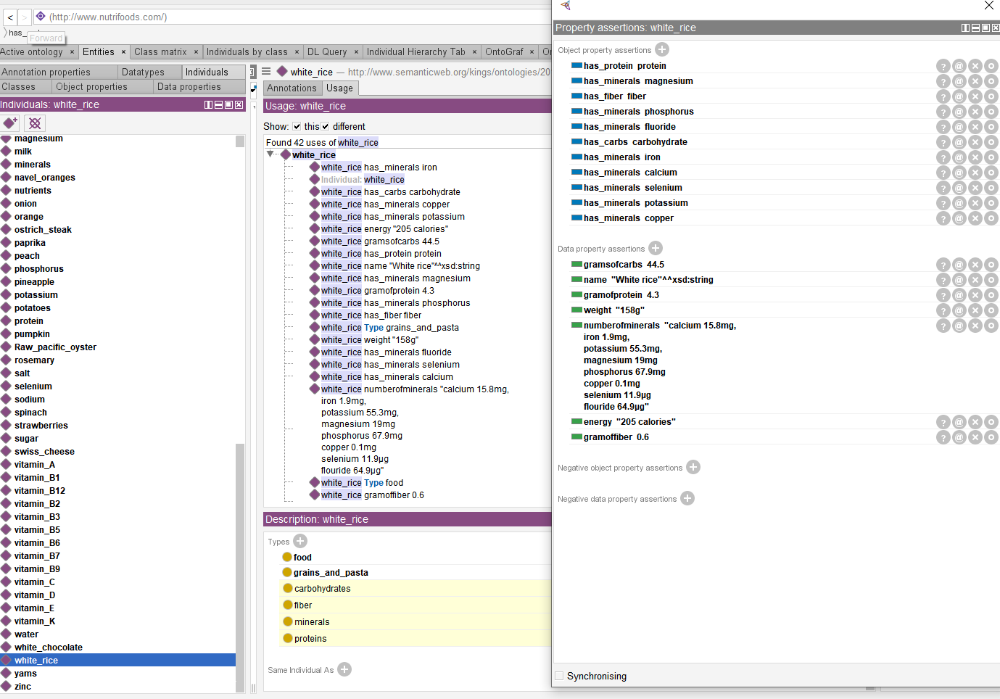 < > (http://www.nutrifoods.com/)
has_
Forward
Active ontology × Entities × Class matrix × Individuals by class × DL Query × Individual Hierarchy Tab × OntoGraf ×
Annotation properties Datatypes Individuals
Classes Object properties Data properties
Individuals: white_rice
magnesium
milk
minerals
navel_oranges
nutrients
onion
orange
ostrich_steak
paprika
peach
phosphorus
pineapple
potassium
potatoes
protein
pumpkin
Raw_pacific_oyster
rosemary
salt
selenium
sodium
spinach
strawberries
sugar
swiss_cheese
vitamin_A
vitamin_B1
vitamin_B12
vitamin_B2
vitamin_B3
vitamin_B5
vitamin_B6
vitamin_B7
vitamin_B9
vitamin_C
vitamin_D
vitamin_E
vitamin_K
water
white_chocolate
white_rice
yams
zinc
white_rice — http://www.semanticweb.org/kings/ontologies/20
Annotations Usage
Usage: white_rice
Show: this different
Found 42 uses of white_rice
white_rice
white_rice has_minerals iron
Individual: white_rice
white_rice has_carbs carbohydrate
white_rice has_minerals copper
white_rice has_minerals potassium
white_rice energy "205 calories"
white_rice gramsofcarbs 44.5
white_rice has_protein protein
white_rice name "White rice"^^xsd:string
white_rice has_minerals magnesium
white_rice gramofprotein 4.3
white_rice has_minerals phosphorus
white_rice has_fiber fiber
white_rice Type grains_and_pasta
white_rice weight "158g"
white_rice has_minerals fluoride
white_rice has_minerals selenium
white_rice has_minerals calcium
white_rice numberofminerals "calcium 15.8mg,
iron 1.9mg,
potassium 55.3mg,
magnesium 19mg
phosphorus 67.9mg
copper 0.1mg
selenium 11.9µg
flouride 64.9µg"
white_rice Type food
white_rice gramoffiber 0.6
Description: white_rice
Types
food
grains_and_pasta
carbohydrates
fiber
minerals
proteins
Same Individual As
Property assertions: white_rice
Object property assertions
has_protein protein
has_minerals magnesium
has_fiber fiber
has_minerals phosphorus
has_minerals fluoride
has_carbs carbohydrate
has_minerals iron
has_minerals calcium
has_minerals selenium
has_minerals potassium
has_minerals copper
Data property assertions
gramsofcarbs 44.5
name "White rice"^^xsd:string
gramofprotein 4.3
weight "158g"
numberofminerals "calcium 15.8mg,
iron 1.9mg,
potassium 55.3mg,
magnesium 19mg
phosphorus 67.9mg
copper 0.1mg
selenium 11.9µg
flouride 64.9µg"
energy "205 calories"
gramoffiber 0.6
Negative object property assertions
Negative data property assertions
Synchronising